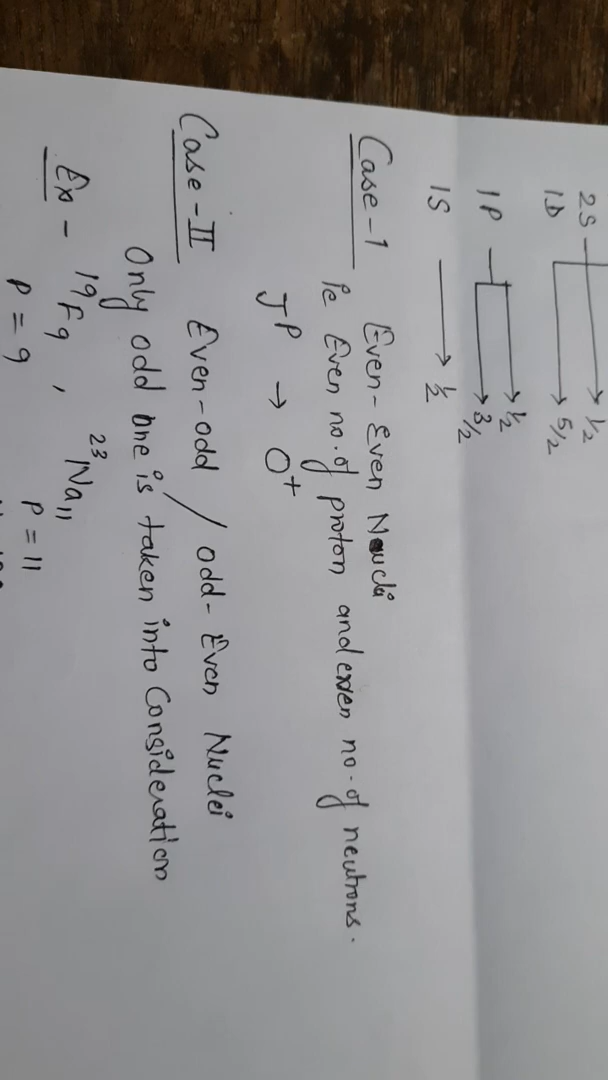 2S → 1/2
1D → 5/2
1P → 1/2
→ 3/2
1S → 1/2
Case-1 Even-Even Nuclei
ie Even no. of proton and even no. of neutrons.
J^P → 0^+
Case-II Even-odd / odd-Even Nuclei
Only odd one is taken into Consideration
Ex - ^19F_9 , ^23Na_11
P = 9 P = 11